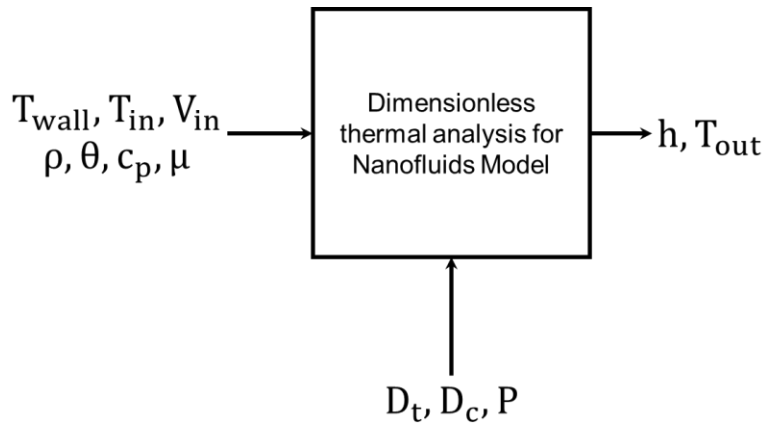 T_wall, T_in, V_in
ρ, θ, c_p, μ
Dimensionless
thermal analysis for
Nanofluids Model
h, T_out
D_t, D_c, P